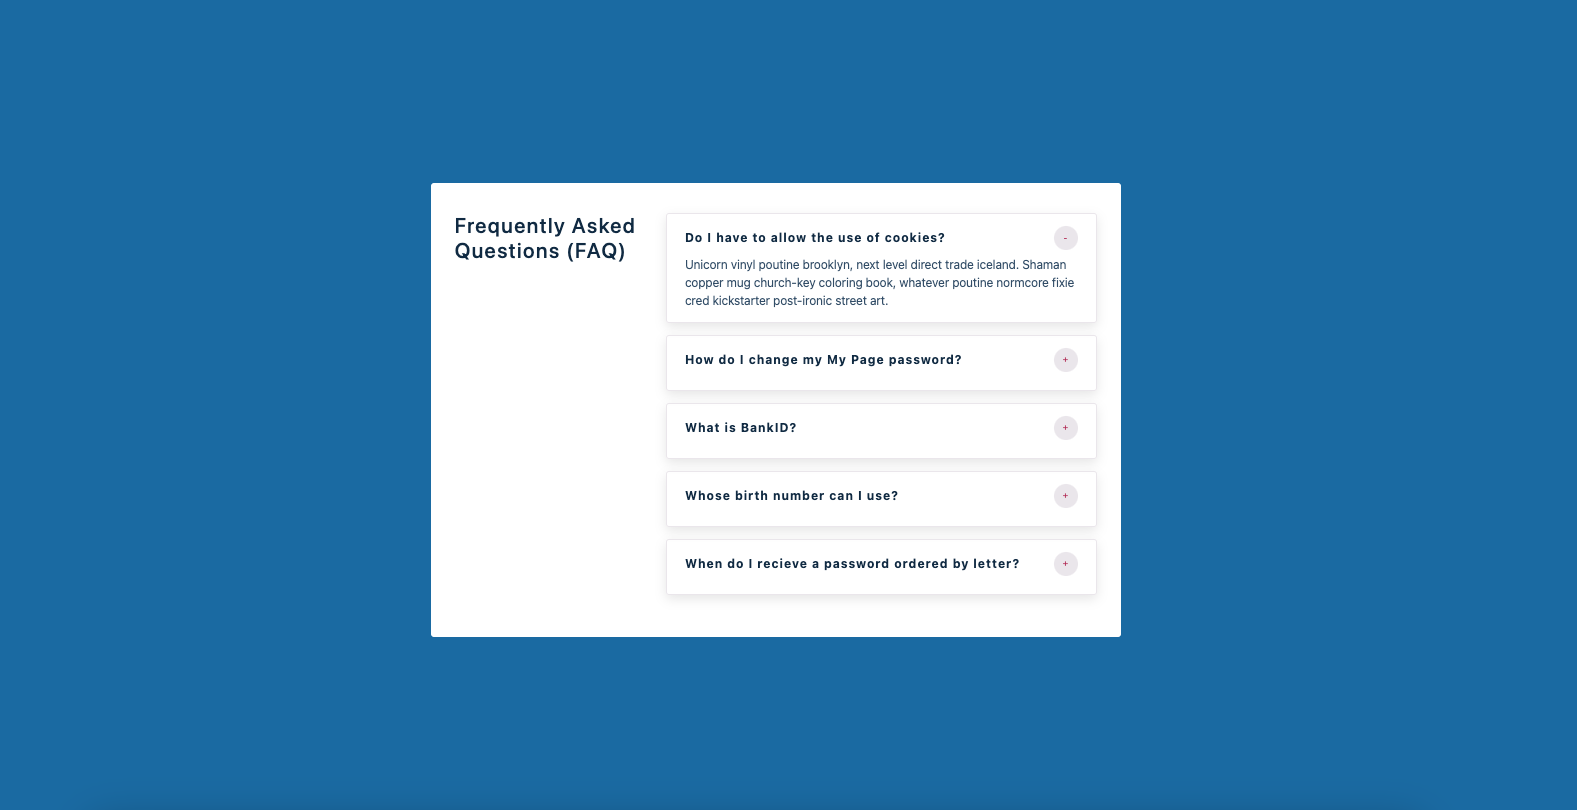 Frequently Asked
Questions (FAQ)
Do I have to allow the use of cookies?
-
Unicorn vinyl poutine brooklyn, next level direct trade iceland. Shaman
copper mug church-key coloring book, whatever poutine normcore fixie
cred kickstarter post-ironic street art.
How do I change my My Page password?
+
What is BankID?
+
Whose birth number can I use?
+
When do I recieve a password ordered by letter?
+